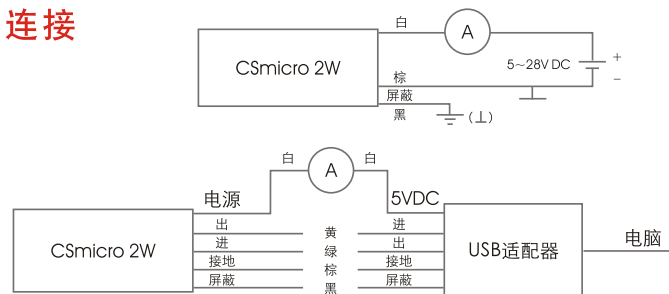 连接
白
A
CSmicro 2W
5~28V DC
+
−
棕
屏蔽
黑
(⊥)
白
A
白
电源
5VDC
CSmicro 2W
出
黄
进
USB适配器
电脑
进
绿
出
接地
棕
接地
屏蔽
黑
屏蔽